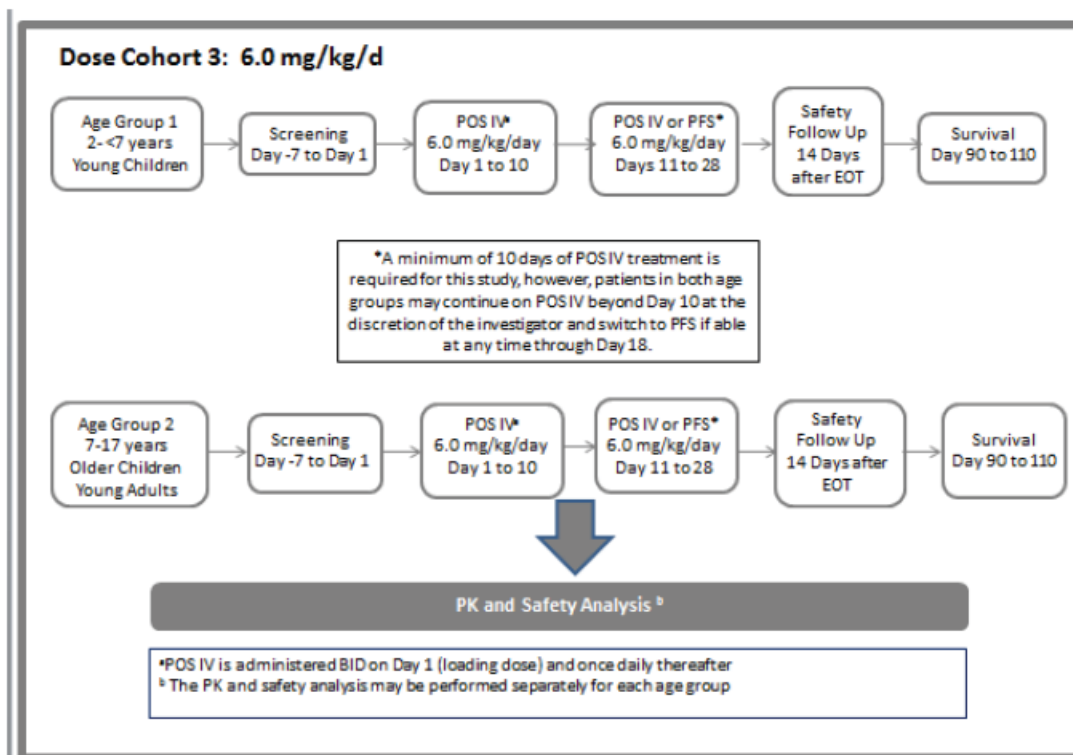 Dose Cohort 3: 6.0 mg/kg/d
Age Group 1
2- <7 years
Young Children
Screening
Day -7 to Day 1
POS IVª
6.0 mg/kg/day
Day 1 to 10
POS IV or PFS*
6.0 mg/kg/day
Days 11 to 28
Safety
Follow Up
14 Days
after EOT
Survival
Day 90 to 110
*A minimum of 10 days of POS IV treatment is
required for this study, however, patients in both age
groups may continue on POS IV beyond Day 10 at the
discretion of the investigator and switch to PFS if able
at any time through Day 18.
Age Group 2
7-17 years
Older Children
Young Adults
Screening
Day -7 to Day 1
POS IVª
6.0 mg/kg/day
Day 1 to 10
POS IV or PFS*
6.0 mg/kg/day
Day 11 to 28
Safety
Follow Up
14 Days after
EOT
Survival
Day 90 to 110
PK and Safety Analysis ᵇ
ªPOS IV is administered BID on Day 1 (loading dose) and once daily thereafter
ᵇ The PK and safety analysis may be performed separately for each age group